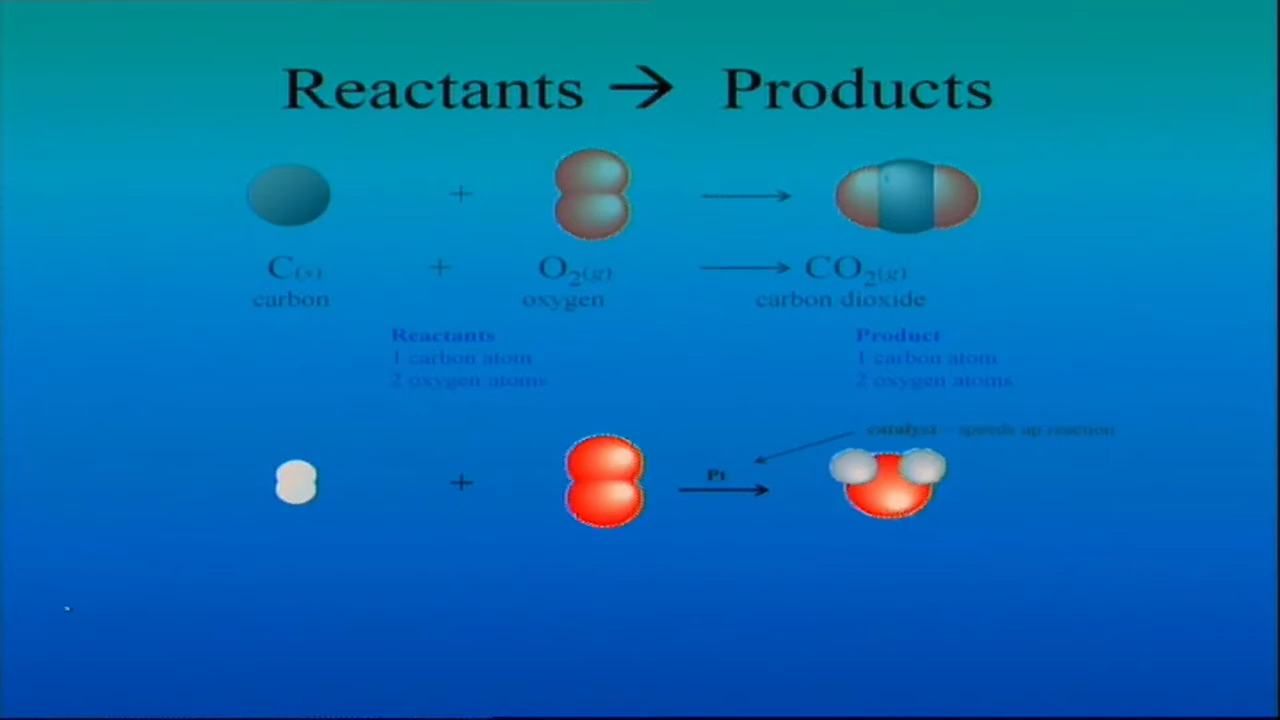 Reactants → Products
+
C(s) + O₂(g) → CO₂(g)
carbon oxygen carbon dioxide
Reactants Product
1 carbon atom 1 carbon atom
2 oxygen atoms 2 oxygen atoms
catalyst – speeds up reaction
Pt
+